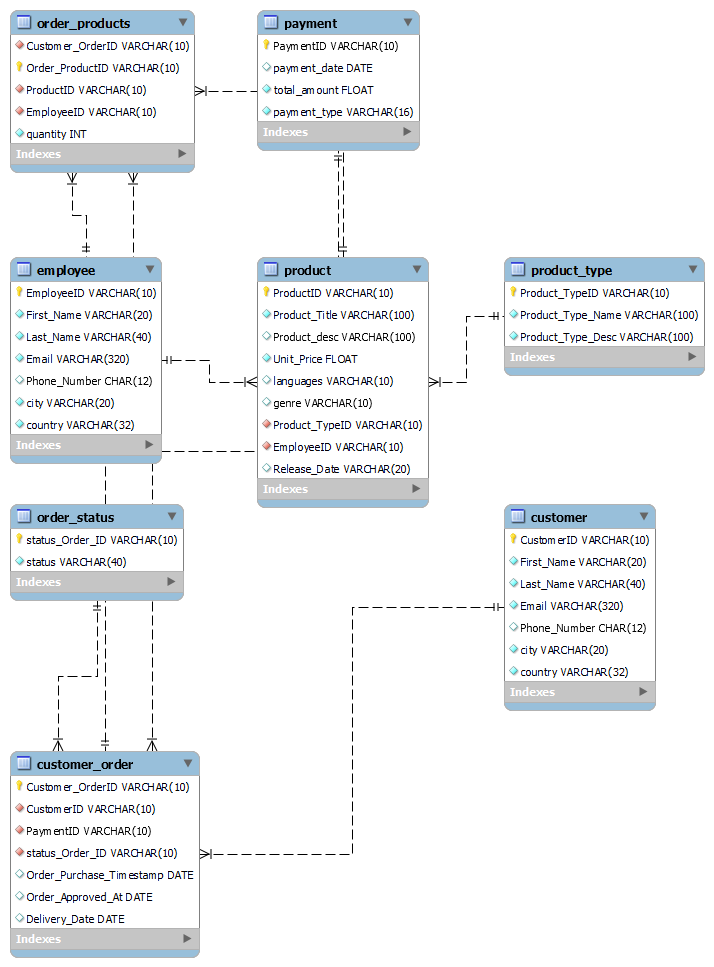 order_products
Customer_OrderID VARCHAR(10)
Order_ProductID VARCHAR(10)
ProductID VARCHAR(10)
EmployeeID VARCHAR(10)
quantity INT
Indexes
payment
PaymentID VARCHAR(10)
payment_date DATE
total_amount FLOAT
payment_type VARCHAR(16)
Indexes
employee
EmployeeID VARCHAR(10)
First_Name VARCHAR(20)
Last_Name VARCHAR(40)
Email VARCHAR(320)
Phone_Number CHAR(12)
city VARCHAR(20)
country VARCHAR(32)
Indexes
product
ProductID VARCHAR(10)
Product_Title VARCHAR(100)
Product_desc VARCHAR(100)
Unit_Price FLOAT
languages VARCHAR(10)
genre VARCHAR(10)
Product_TypeID VARCHAR(10)
EmployeeID VARCHAR(10)
Release_Date VARCHAR(20)
Indexes
product_type
Product_TypeID VARCHAR(10)
Product_Type_Name VARCHAR(100)
Product_Type_Desc VARCHAR(100)
Indexes
order_status
status_Order_ID VARCHAR(10)
status VARCHAR(40)
Indexes
customer
CustomerID VARCHAR(10)
First_Name VARCHAR(20)
Last_Name VARCHAR(40)
Email VARCHAR(320)
Phone_Number CHAR(12)
city VARCHAR(20)
country VARCHAR(32)
Indexes
customer_order
Customer_OrderID VARCHAR(10)
CustomerID VARCHAR(10)
PaymentID VARCHAR(10)
status_Order_ID VARCHAR(10)
Order_Purchase_Timestamp DATE
Order_Approved_At DATE
Delivery_Date DATE
Indexes